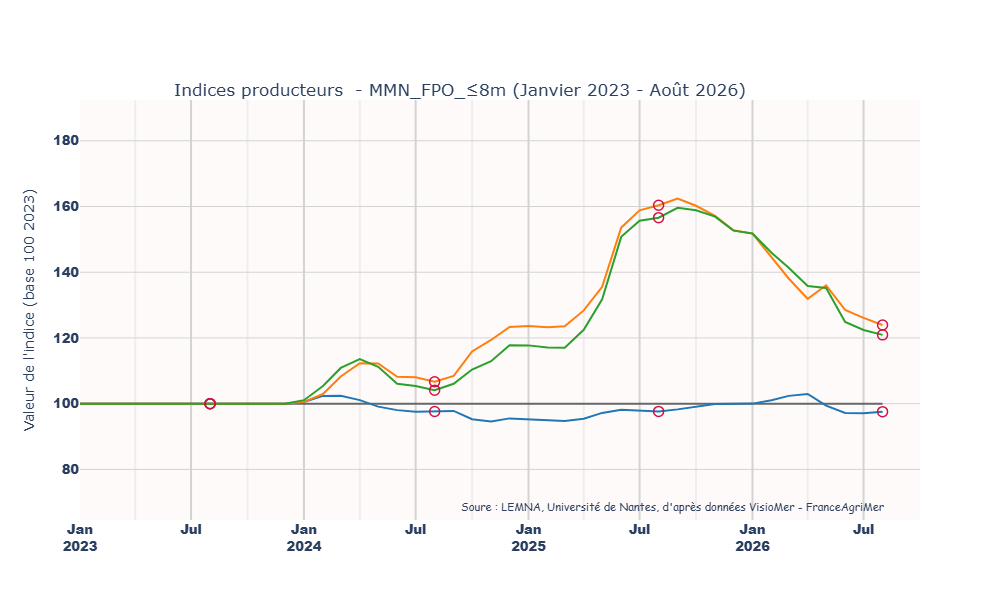 Indices producteurs  - MMN_FPO_≤8m (Janvier 2023 - Août 2026)
Valeur de l'indice (base 100 2023)
180
160
140
120
100
80
Soure : LEMNA, Université de Nantes, d'après données VisioMer - FranceAgriMer
Jan Jul Jan Jul Jan Jul Jan Jul
2023 2024 2025 2026